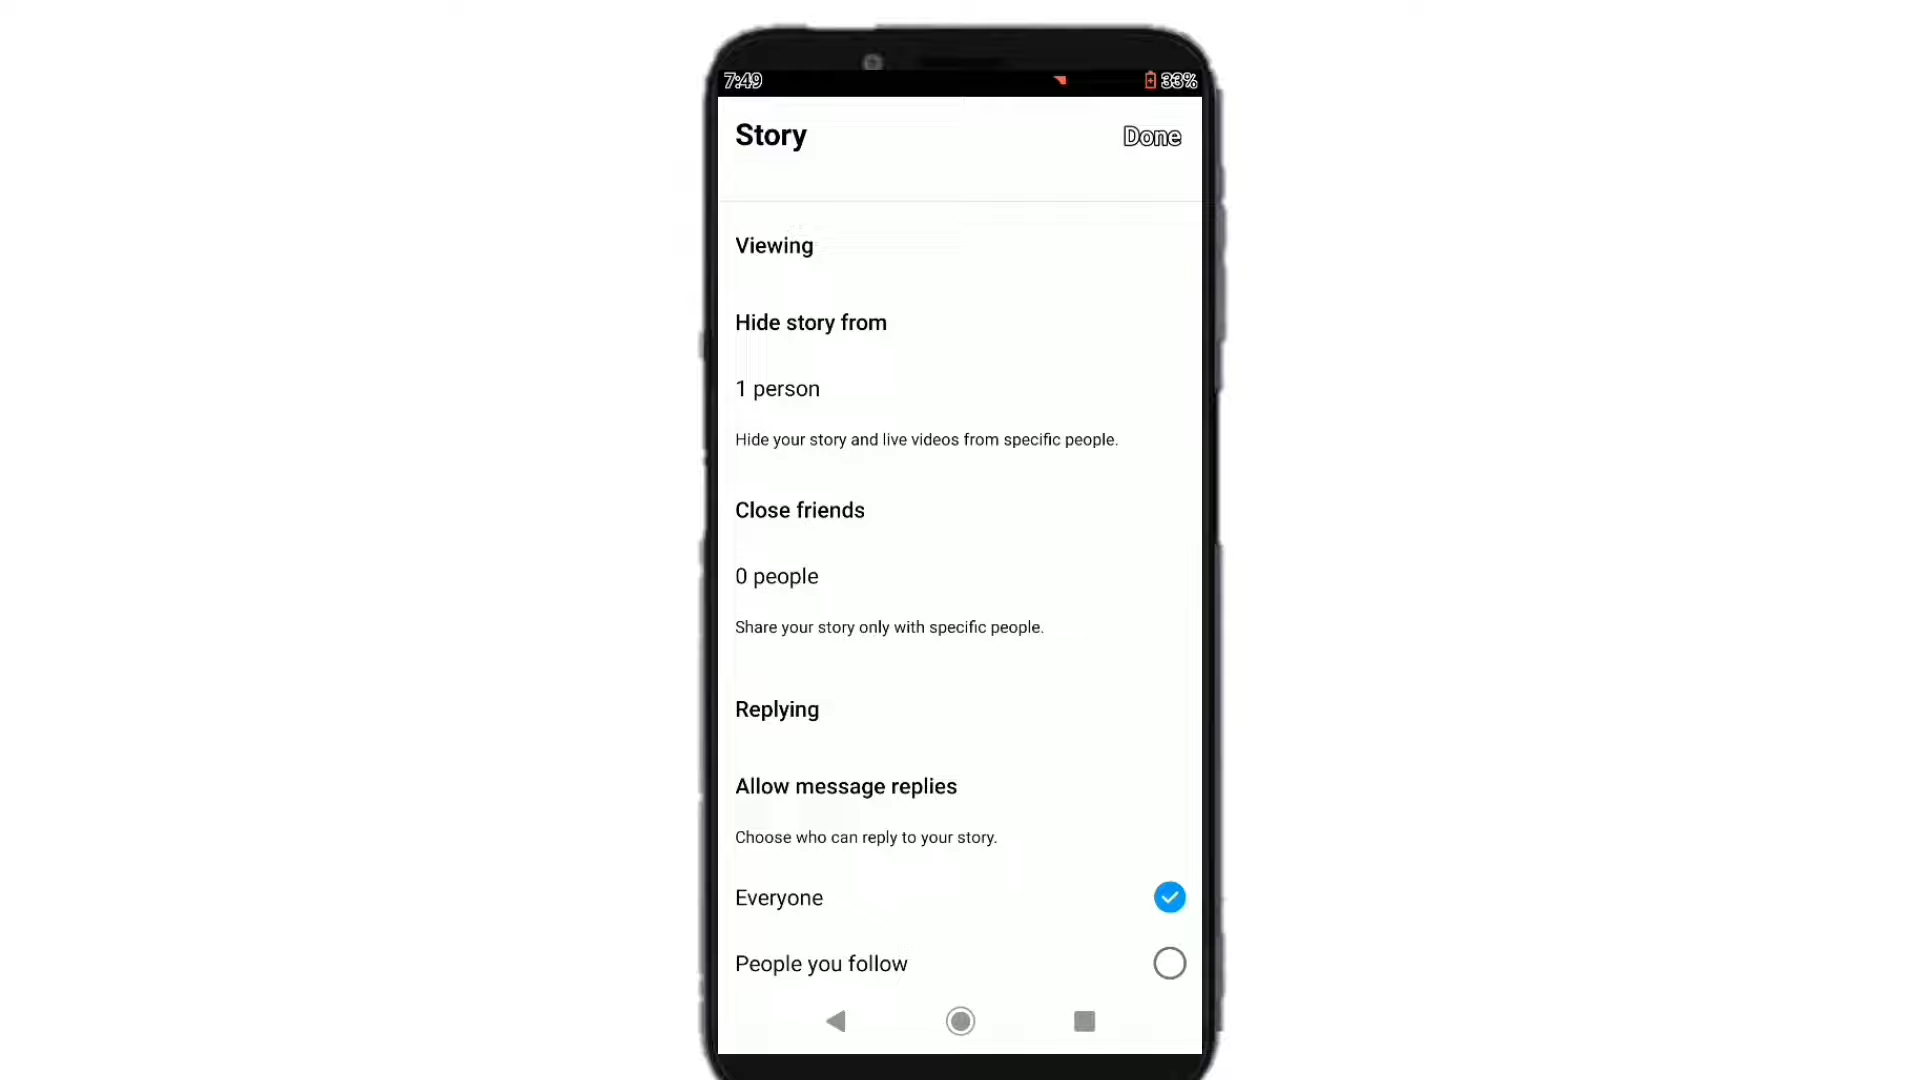 7:49
33%
Story
Done
Viewing
Hide story from
1 person
Hide your story and live videos from specific people.
Close friends
0 people
Share your story only with specific people.
Replying
Allow message replies
Choose who can reply to your story.
Everyone
People you follow